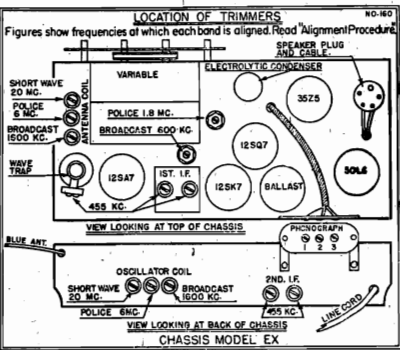 LOCATION OF TRIMMERS
NO-160
Figures show frequencies at which each band is aligned. Read "Alignment Procedure"
SPEAKER PLUG
AND CABLE.
ELECTROLYTIC CONDENSER
VARIABLE
SHORT WAVE
20 MC.
POLICE
6 MC.
BROADCAST
1600 KC.
ANTENNA COIL
POLICE 1.8 MC.
BROADCAST 600 KC.
35Z5
12SQ7
50L6
WAVE
TRAP
12SA7
1ST. I.F.
12SK7
BALLAST
455 KC.
VIEW LOOKING AT TOP OF CHASSIS
PHONOGRAPH
1 2 3
BLUE ANT.
OSCILLATOR COIL
SHORT WAVE
20 MC.
BROADCAST
1600 KC.
POLICE 6MC.
2ND. I.F.
455 KC.
LINE CORD
VIEW LOOKING AT BACK OF CHASSIS
CHASSIS MODEL EX